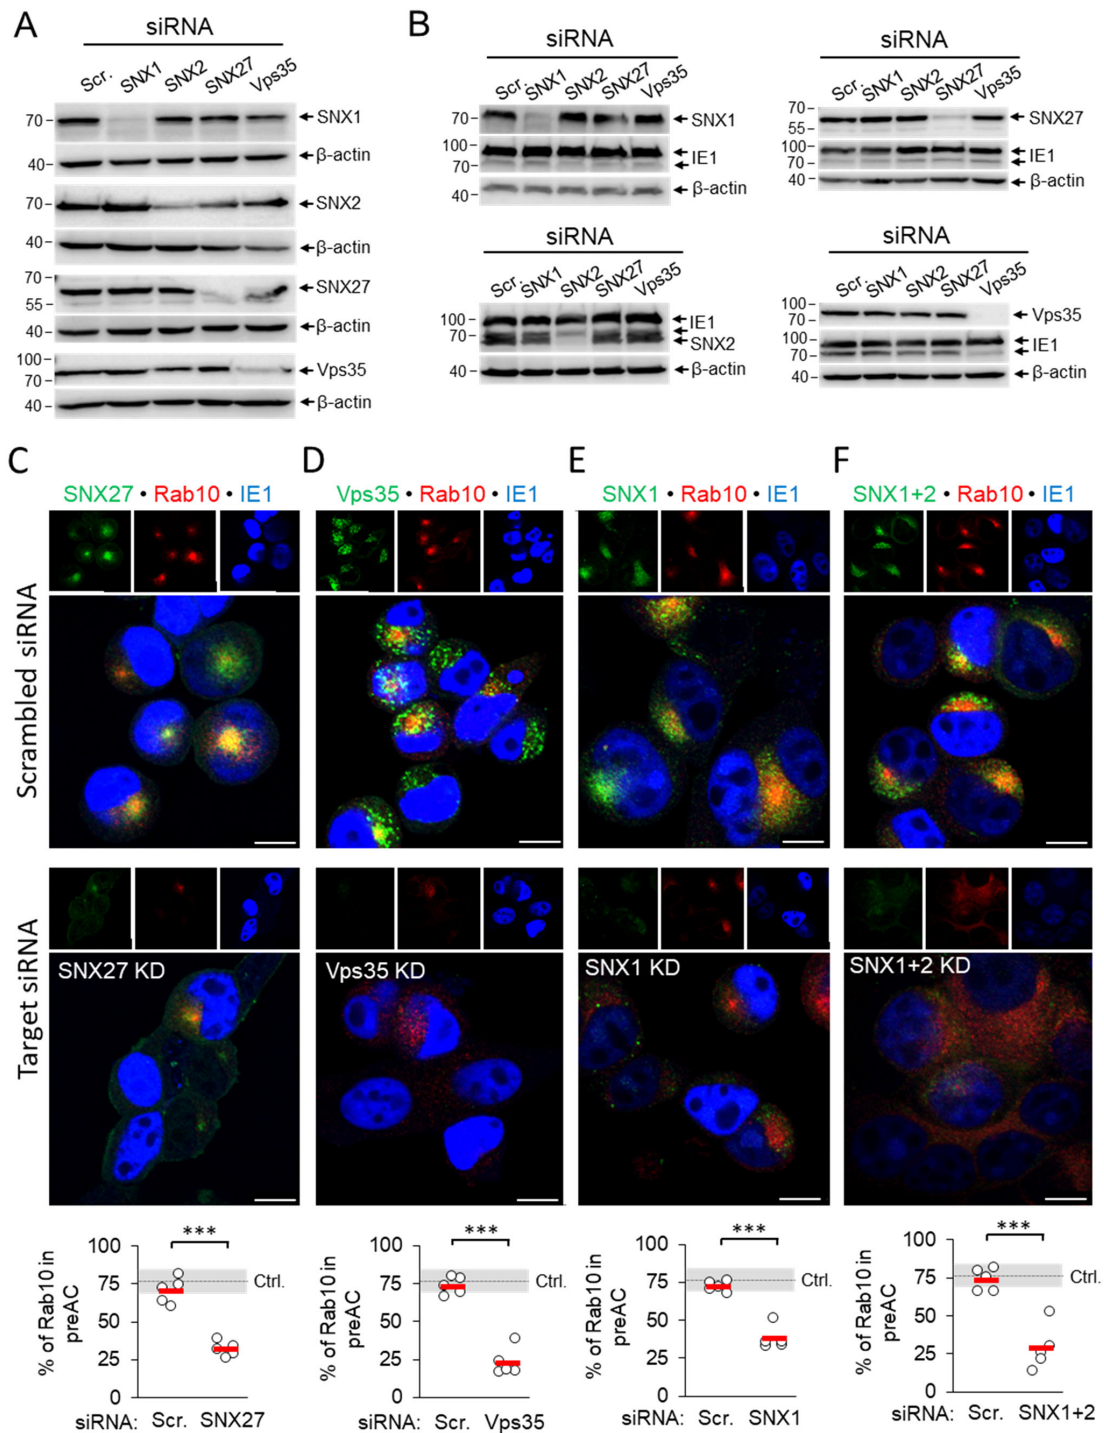 A
siRNA
Scr. SNX1 SNX2 SNX27 Vps35
70 SNX1
40 β-actin
70 SNX2
40 β-actin
70 SNX27
55
40 β-actin
100 Vps35
70
40 β-actin
B
siRNA
Scr. SNX1 SNX2 SNX27 Vps35
70 SNX1
100 IE1
70
40 β-actin
siRNA
Scr. SNX1 SNX2 SNX27 Vps35
70 SNX27
55
100 IE1
70
40 β-actin
siRNA
Scr. SNX1 SNX2 SNX27 Vps35
100 IE1
70 SNX2
40 β-actin
siRNA
Scr. SNX1 SNX2 SNX27 Vps35
100 Vps35
70
100 IE1
70
40 β-actin
C D E F
SNX27 • Rab10 • IE1
Vps35 • Rab10 • IE1
SNX1 • Rab10 • IE1
SNX1+2 • Rab10 • IE1
Scrambled siRNA
Target siRNA
SNX27 KD
Vps35 KD
SNX1 KD
SNX1+2 KD
% of Rab10 in
preAC
100
75
50
25
0
***
Ctrl.
siRNA: Scr. SNX27
% of Rab10 in
preAC
100
75
50
25
0
***
Ctrl.
siRNA: Scr. Vps35
% of Rab10 in
preAC
100
75
50
25
0
***
Ctrl.
siRNA: Scr. SNX1
% of Rab10 in
preAC
100
75
50
25
0
***
Ctrl.
siRNA: Scr. SNX1+2